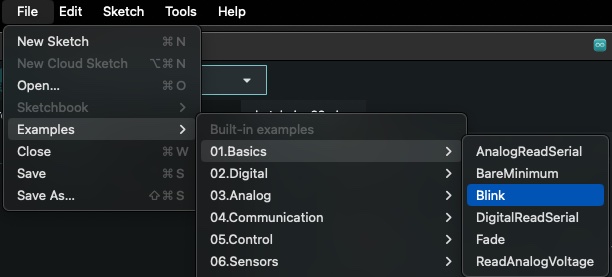 File Edit Sketch Tools Help
New Sketch ⌘ N
New Cloud Sketch ⌥⌘ N
Open... ⌘ O
Sketchbook >
Examples >
Close ⌘ W
Save ⌘ S
Save As... ⇧⌘ S
Built-in examples
01.Basics >
02.Digital >
03.Analog >
04.Communication >
05.Control >
06.Sensors >
AnalogReadSerial
BareMinimum
Blink
DigitalReadSerial
Fade
ReadAnalogVoltage